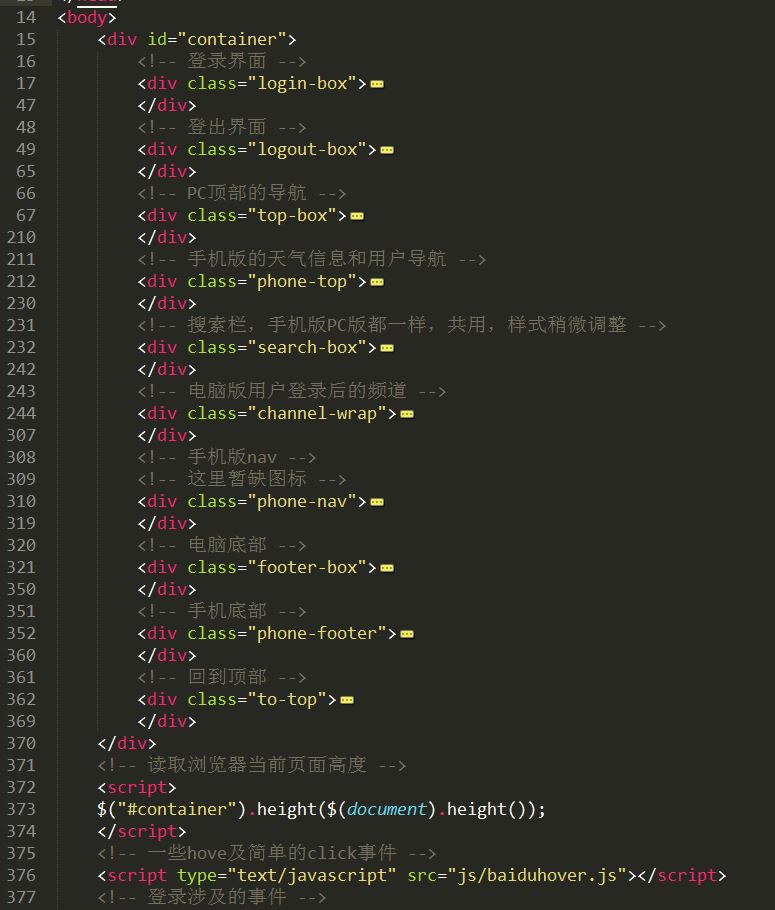 14 <body>
15 <div id="container">
16 <!-- 登录界面 -->
17 <div class="login-box">
47 </div>
48 <!-- 登出界面 -->
49 <div class="logout-box">
65 </div>
66 <!-- PC顶部的导航 -->
67 <div class="top-box">
210 </div>
211 <!-- 手机版的天气信息和用户导航 -->
212 <div class="phone-top">
230 </div>
231 <!-- 搜索栏，手机版PC版都一样，共用，样式稍微调整 -->
232 <div class="search-box">
242 </div>
243 <!-- 电脑版用户登录后的频道 -->
244 <div class="channel-wrap">
307 </div>
308 <!-- 手机版nav -->
309 <!-- 这里暂缺图标 -->
310 <div class="phone-nav">
319 </div>
320 <!-- 电脑底部 -->
321 <div class="footer-box">
350 </div>
351 <!-- 手机底部 -->
352 <div class="phone-footer">
360 </div>
361 <!-- 回到顶部 -->
362 <div class="to-top">
369 </div>
370 </div>
371 <!-- 读取浏览器当前页面高度 -->
372 <script>
373 $("#container").height($(document).height());
374 </script>
375 <!-- 一些hove及简单的click事件 -->
376 <script type="text/javascript" src="js/baiduhover.js"></script>
377 <!-- 登录涉及的事件 -->